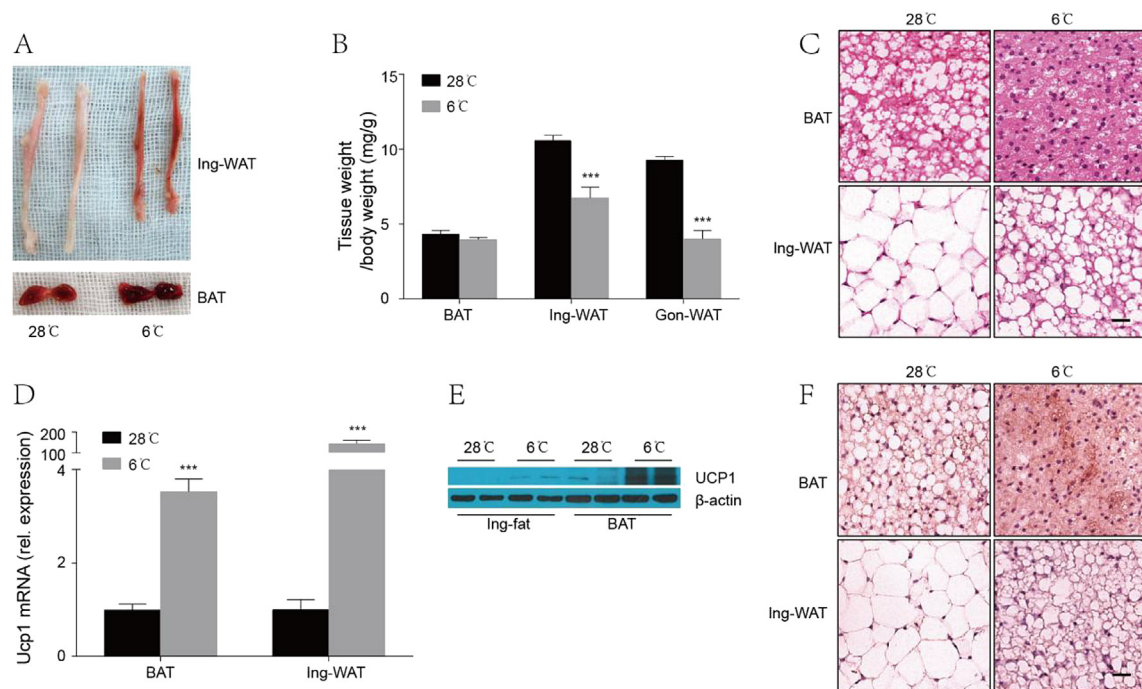 A
Ing-WAT
BAT
28℃ 6℃
B
28℃
6℃
Tissue weight
/body weight (mg/g)
15
10
5
0
***
***
BAT Ing-WAT Gon-WAT
C
28℃ 6℃
BAT
Ing-WAT
D
28℃
6℃
Ucp1 mRNA (rel. expression)
200
100
4
2
0
***
***
BAT Ing-WAT
E
28℃ 6℃ 28℃ 6℃
UCP1
β-actin
Ing-fat BAT
F
28℃ 6℃
BAT
Ing-WAT